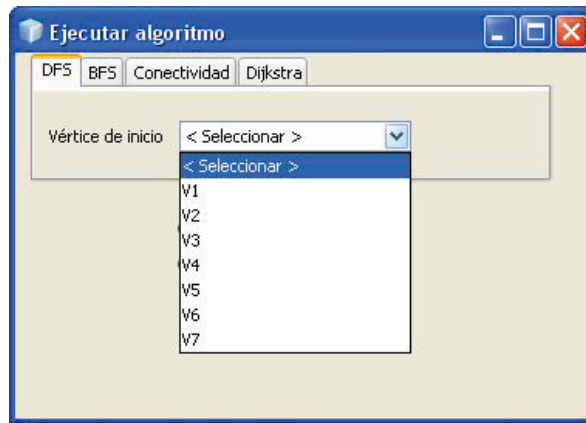 Ejecutar algoritmo
DFS BFS Conectividad Dijkstra
Vértice de inicio < Seleccionar >
< Seleccionar >
V1
V2
V3
V4
V5
V6
V7